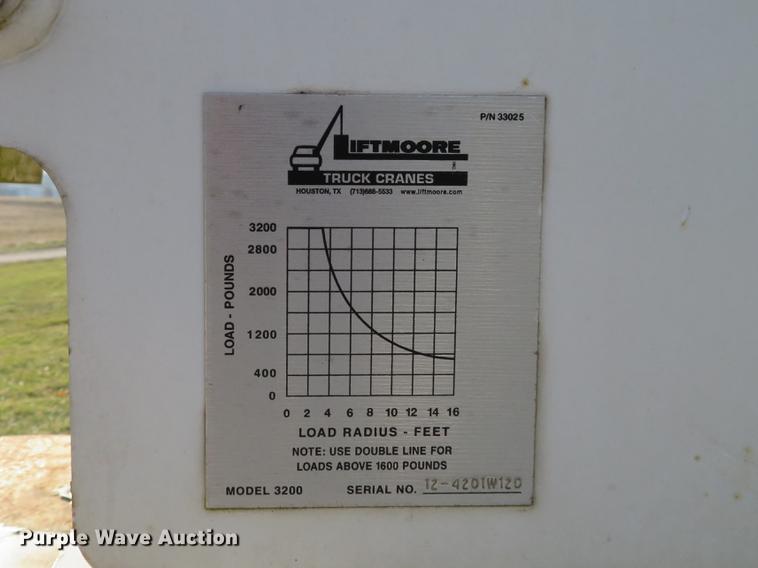 P/N 33025
LIFTMOORE
TRUCK CRANES
HOUSTON, TX (713)688-5533 www.liftmoore.com
LOAD - POUNDS
3200
2800
2000
1200
400
0
0 2 4 6 8 10 12 14 16
LOAD RADIUS - FEET
NOTE: USE DOUBLE LINE FOR
LOADS ABOVE 1600 POUNDS
MODEL 3200 SERIAL NO. 12-4201W120
Purple Wave Auction